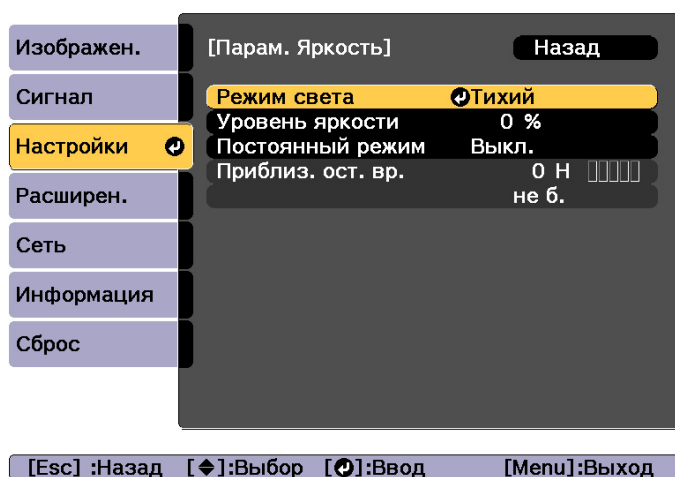 Изображен.
Сигнал
Настройки
Расширен.
Сеть
Информация
Сброс
[Парам. Яркость] Назад
Режим света Тихий
Уровень яркости 0 %
Постоянный режим Выкл.
Приблиз. ост. вр. 0 H
не б.
[Esc] :Назад [ ]:Выбор [ ]:Ввод [Menu]:Выход